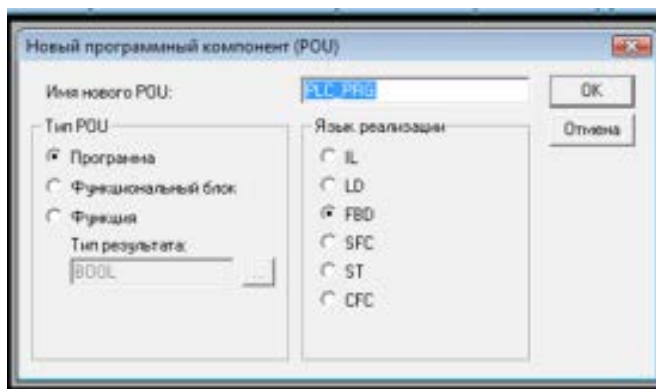 Новый программный компонент (POU)
Имя нового POU:
PLC_PRG
OK
Отмена
Тип POU
Программа
Функциональный блок
Функция
Тип результата:
BOOL
...
Язык реализации
IL
LD
FBD
SFC
ST
CFC